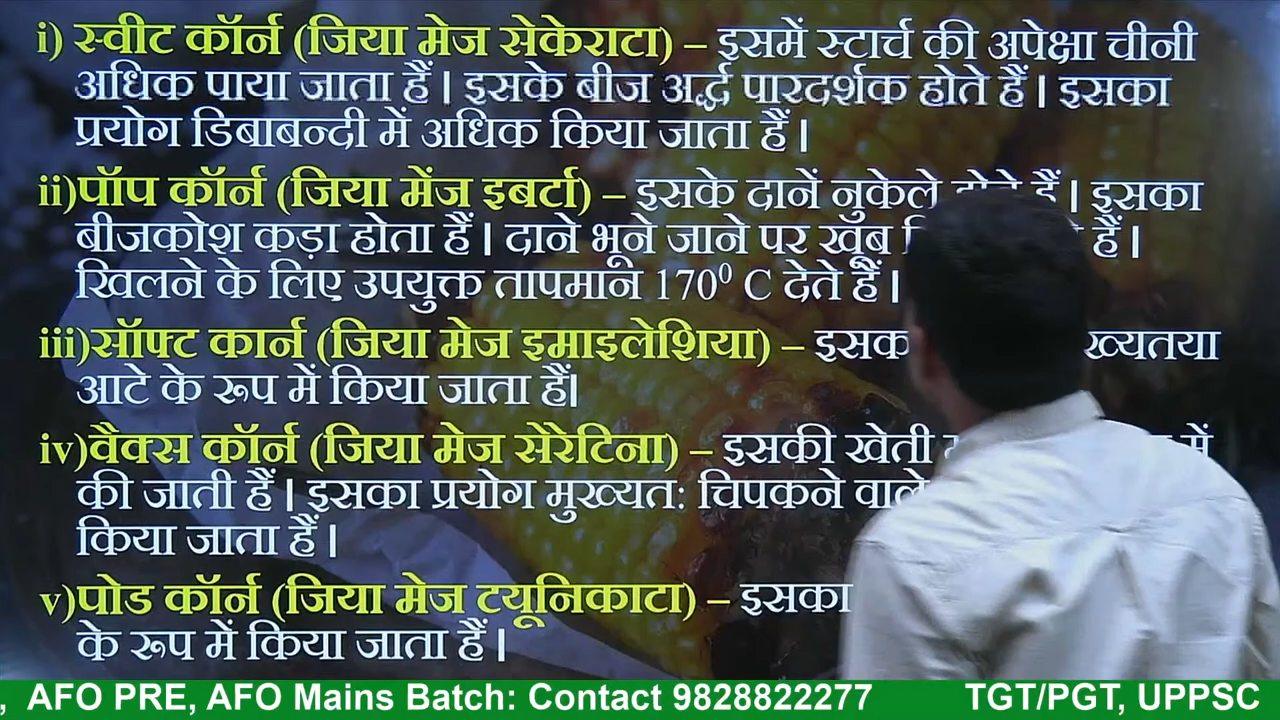 i) स्वीट कॉर्न (जिया मेज सेकेराटा) – इसमें स्टार्च की अपेक्षा चीनी
अधिक पाया जाता हैं। इसके बीज अर्द्ध पारदर्शक होते हैं। इसका
प्रयोग डिबाबन्दी में अधिक किया जाता हैं।
ii)पॉप कॉर्न (जिया मेंज इबर्टा) – इसके दानें नुकेले होते हैं। इसका
बीजकोश कड़ा होता हैं। दाने भूने जाने पर खूब हैं।
खिलने के लिए उपयुक्त तापमान 170⁰ C देते हैं।
iii)सॉफ्ट कार्न (जिया मेज इमाइलेशिया) –
आटे के रूप में किया जाता हैं|
iv)वैक्स कॉर्न (जिया मेज सेरेटिना) – इसकी खेती में
की जाती हैं। इसका प्रयोग मुख्यत: चिपकने वाले
किया जाता हैं।
v)पोड कॉर्न (जिया मेज टयूनिकाटा) – इसका
के रूप में किया जाता हैं।
, AFO PRE, AFO Mains Batch: Contact 9828822277 TGT/PGT, UPPSC